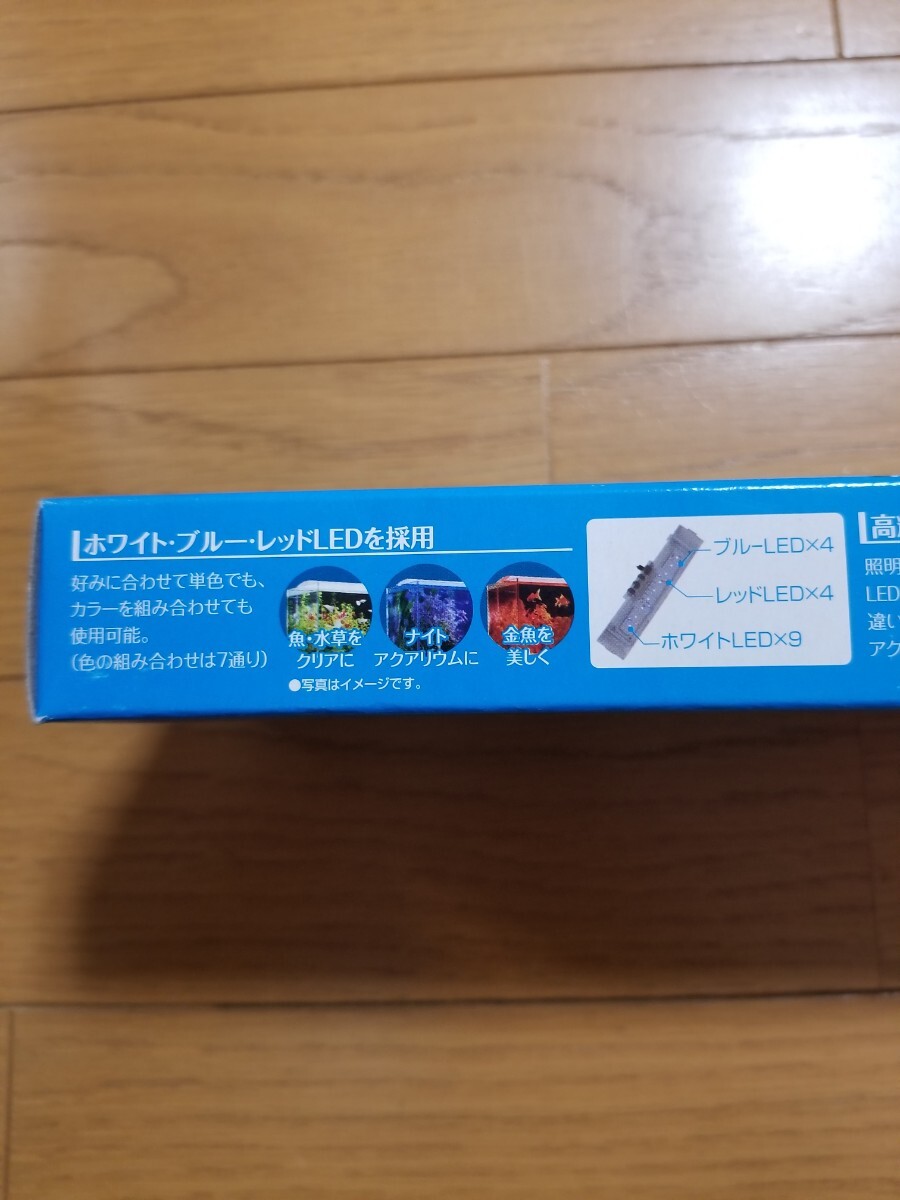 ホワイト・ブルー・レッドLEDを採用
好みに合わせて単色でも、
カラーを組み合わせても
使用可能。
(色の組み合わせは7通り)
魚・水草を
クリアに
ナイト
アクアリウムに
金魚を
美しく
●写真はイメージです。
ブルーLED×4
レッドLED×4
ホワイトLED×9
高
照明
LED
違い
アク